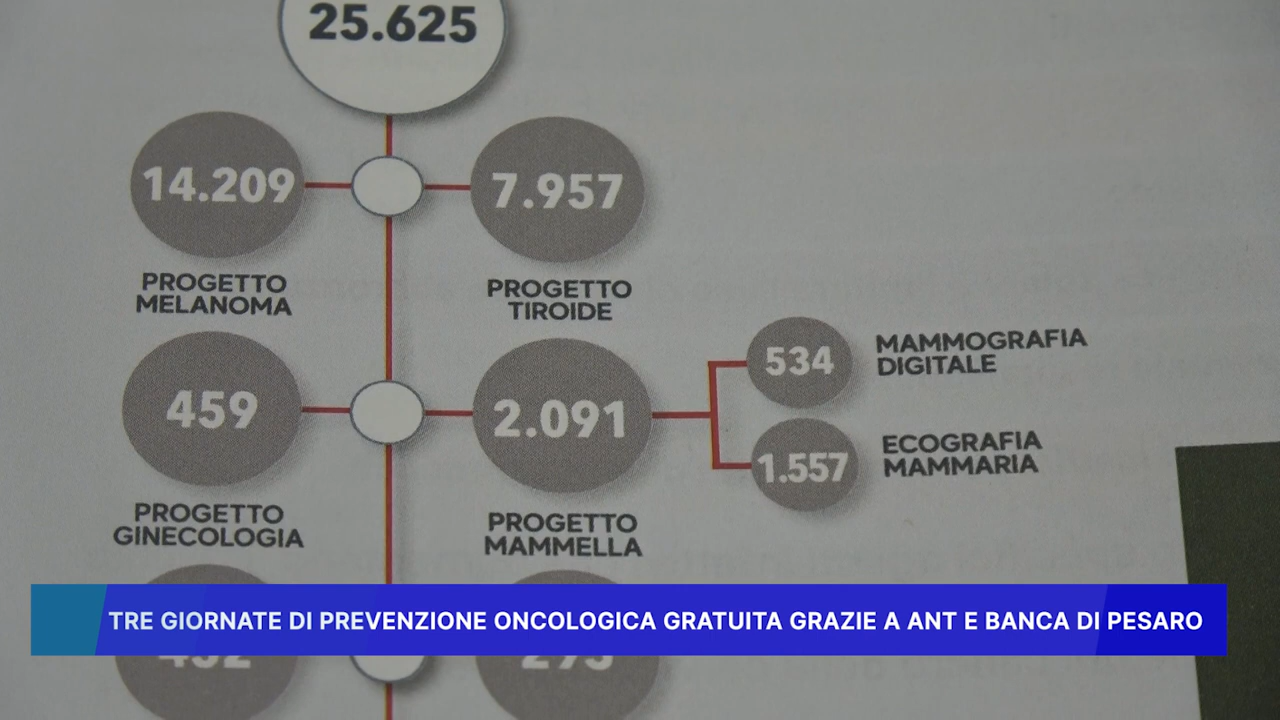 25.625
14.209
7.957
PROGETTO
MELANOMA
PROGETTO
TIROIDE
459
2.091
534
MAMMOGRAFIA
DIGITALE
1.557
ECOGRAFIA
MAMMARIA
PROGETTO
GINECOLOGIA
PROGETTO
MAMMELLA
TRE GIORNATE DI PREVENZIONE ONCOLOGICA GRATUITA GRAZIE A ANT E BANCA DI PESARO